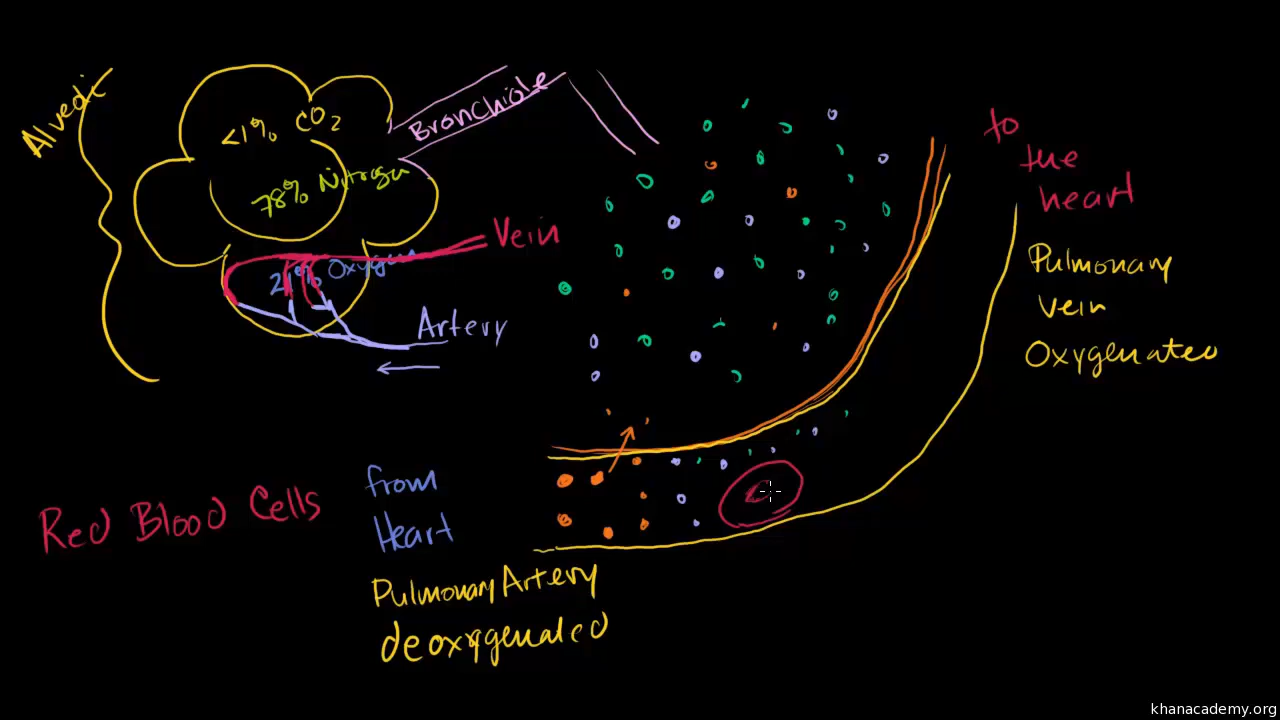 Alveoli
<1% CO2
78% Nitrogen
21% Oxygen
Bronchiole
Vein
Artery
to
the
heart
Pulmonary
vein
Oxygenated
from
Heart
Pulmonary Artery
deoxygenated
Red Blood Cells
khanacademy.org